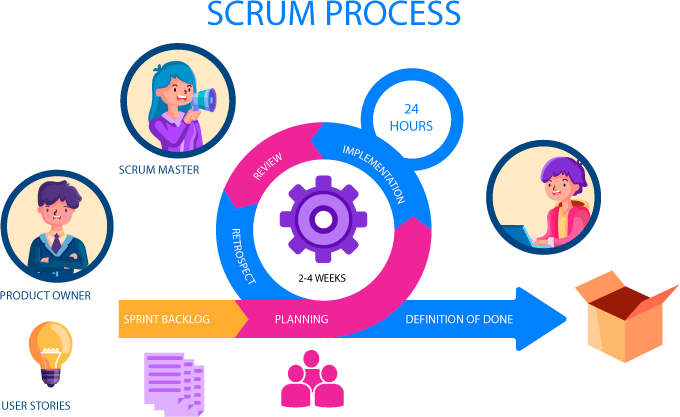 SCRUM PROCESS
24
HOURS
SCRUM MASTER
REVIEW
IMPLEMENTATION
RETROSPECT
2-4 WEEKS
PRODUCT OWNER
SPRINT BACKLOG
PLANNING
DEFINITION OF DONE
USER STORIES